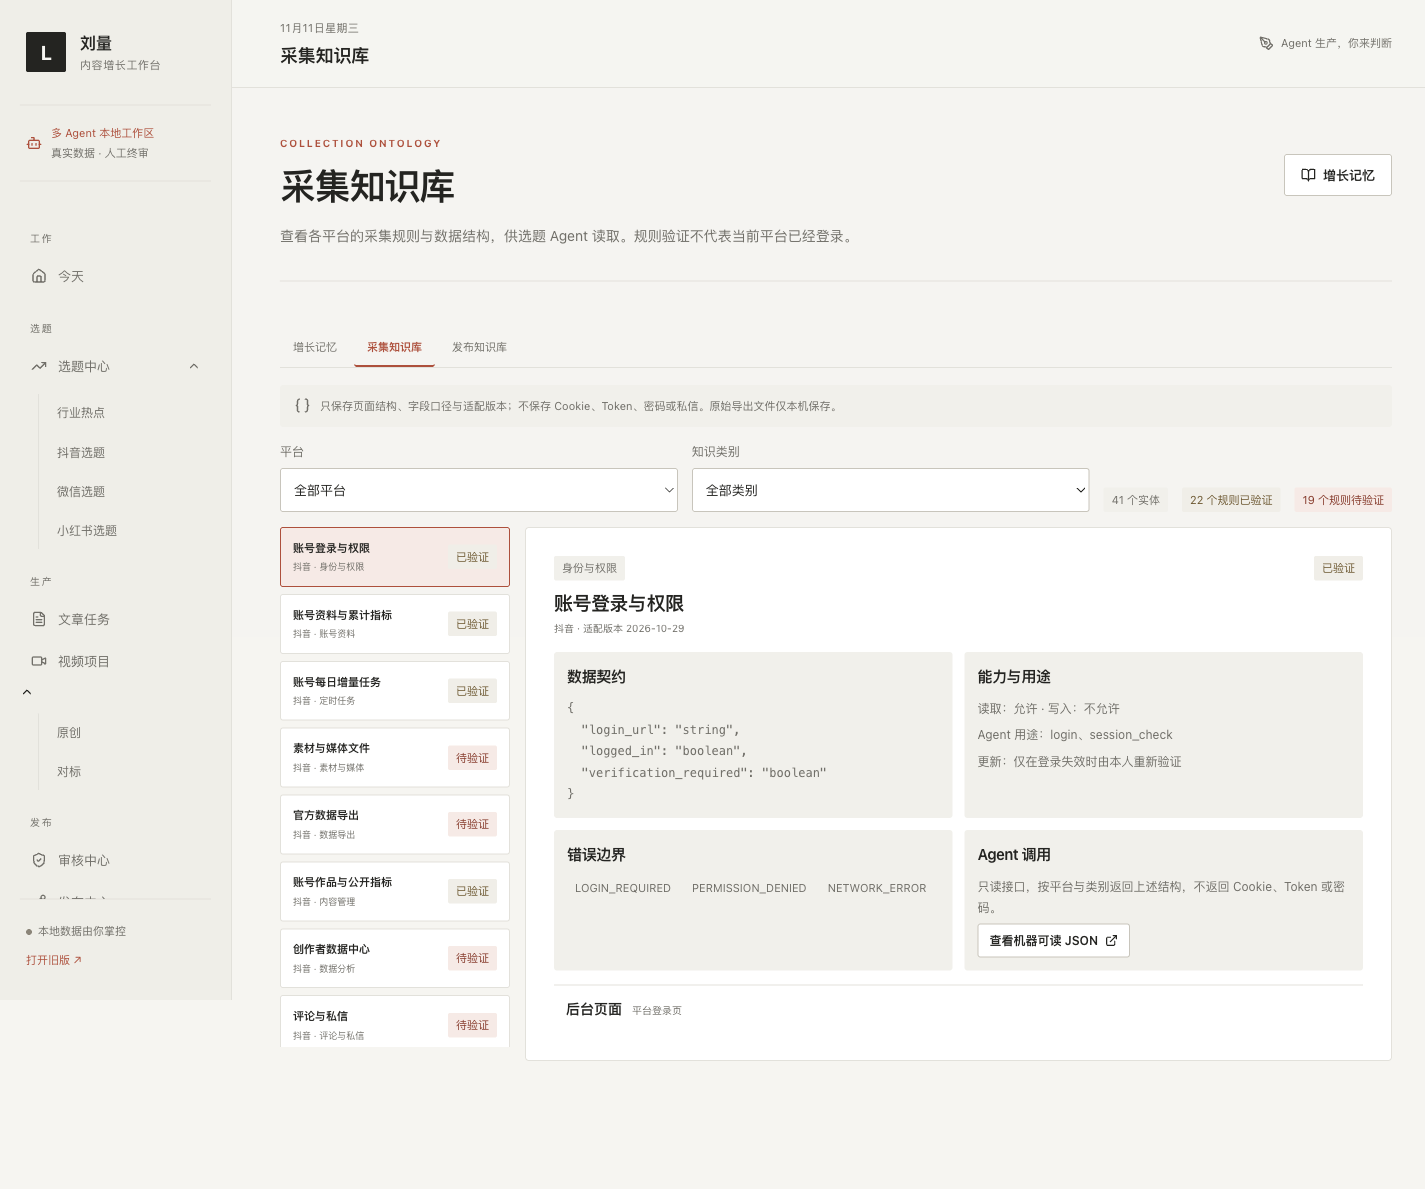 L
刘量
内容增长工作台
多 Agent 本地工作区
真实数据 · 人工终审
工作
今天
选题
选题中心
行业热点
抖音选题
微信选题
小红书选题
生产
文章任务
视频项目
原创
对标
发布
审核中心
本地数据由你掌控
打开旧版 ↗
11月11日星期三
采集知识库
Agent 生产，你来判断
COLLECTION ONTOLOGY
采集知识库
查看各平台的采集规则与数据结构，供选题 Agent 读取。规则验证不代表当前平台已经登录。
增长记忆
增长记忆
采集知识库
发布知识库
{ } 只保存页面结构、字段口径与适配版本；不保存 Cookie、Token、密码或私信。原始导出文件仅本机保存。
平台
全部平台
知识类别
全部类别
41 个实体
22 个规则已验证
19 个规则待验证
账号登录与权限
抖音 · 身份与权限
已验证
账号资料与累计指标
抖音 · 账号资料
已验证
账号每日增量任务
抖音 · 定时任务
已验证
素材与媒体文件
抖音 · 素材与媒体
待验证
官方数据导出
抖音 · 数据导出
待验证
账号作品与公开指标
抖音 · 内容管理
已验证
创作者数据中心
抖音 · 数据分析
待验证
评论与私信
抖音 · 评论与私信
待验证
身份与权限
已验证
账号登录与权限
抖音 · 适配版本 2026-10-29
数据契约
{
"login_url": "string",
"logged_in": "boolean",
"verification_required": "boolean"
}
能力与用途
读取：允许 · 写入：不允许
Agent 用途：login、session_check
更新：仅在登录失效时由本人重新验证
错误边界
LOGIN_REQUIRED
PERMISSION_DENIED
NETWORK_ERROR
Agent 调用
只读接口，按平台与类别返回上述结构，不返回 Cookie、Token 或密
码。
查看机器可读 JSON
后台页面
平台登录页